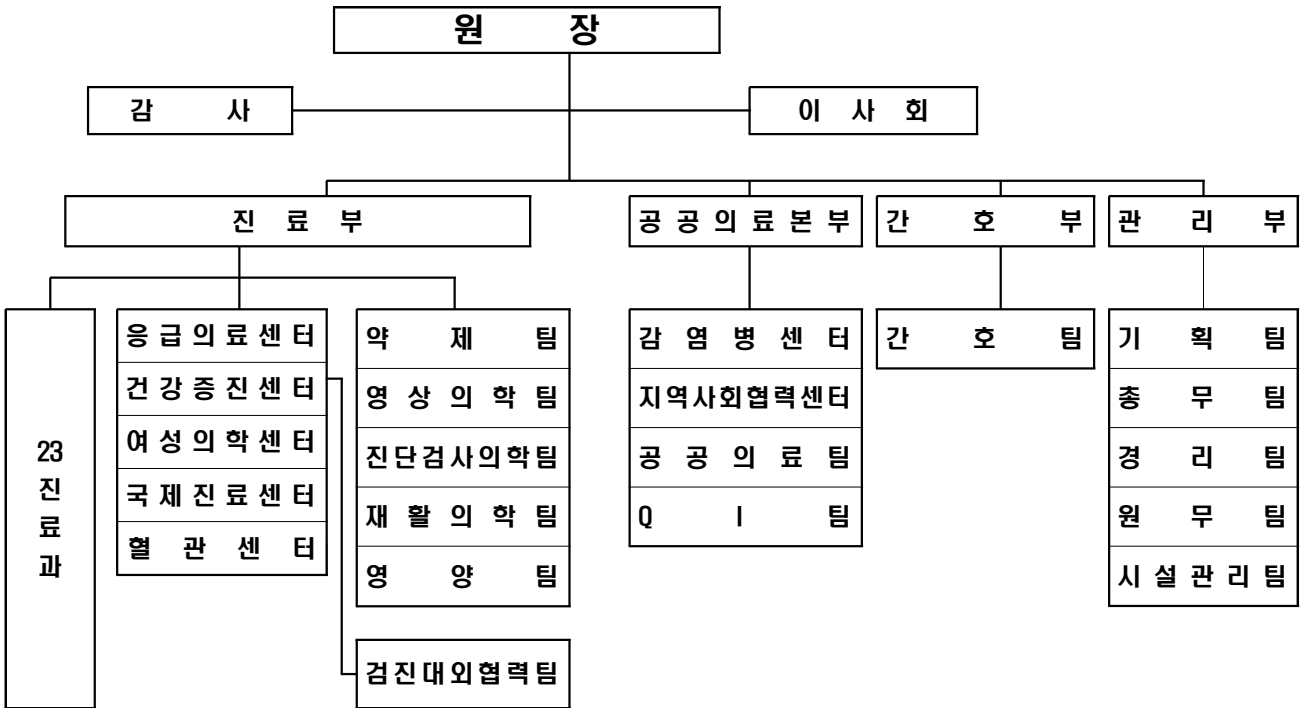 원 장
감 사
이 사 회
진 료 부
공 공 의 료 본 부
간 호 부
관 리 부
23
진
료
과
응 급 의 료 센 터
건 강 증 진 센 터
여 성 의 학 센 터
국 제 진 료 센 터
혈 관 센 터
약 제 팀
영 상 의 학 팀
진단검사의학팀
재 활 의 학 팀
영 양 팀
검진대외협력팀
감 염 병 센 터
지역사회협력센터
공 공 의 료 팀
Q I 팀
간 호 팀
기 획 팀
총 무 팀
경 리 팀
원 무 팀
시 설 관 리 팀